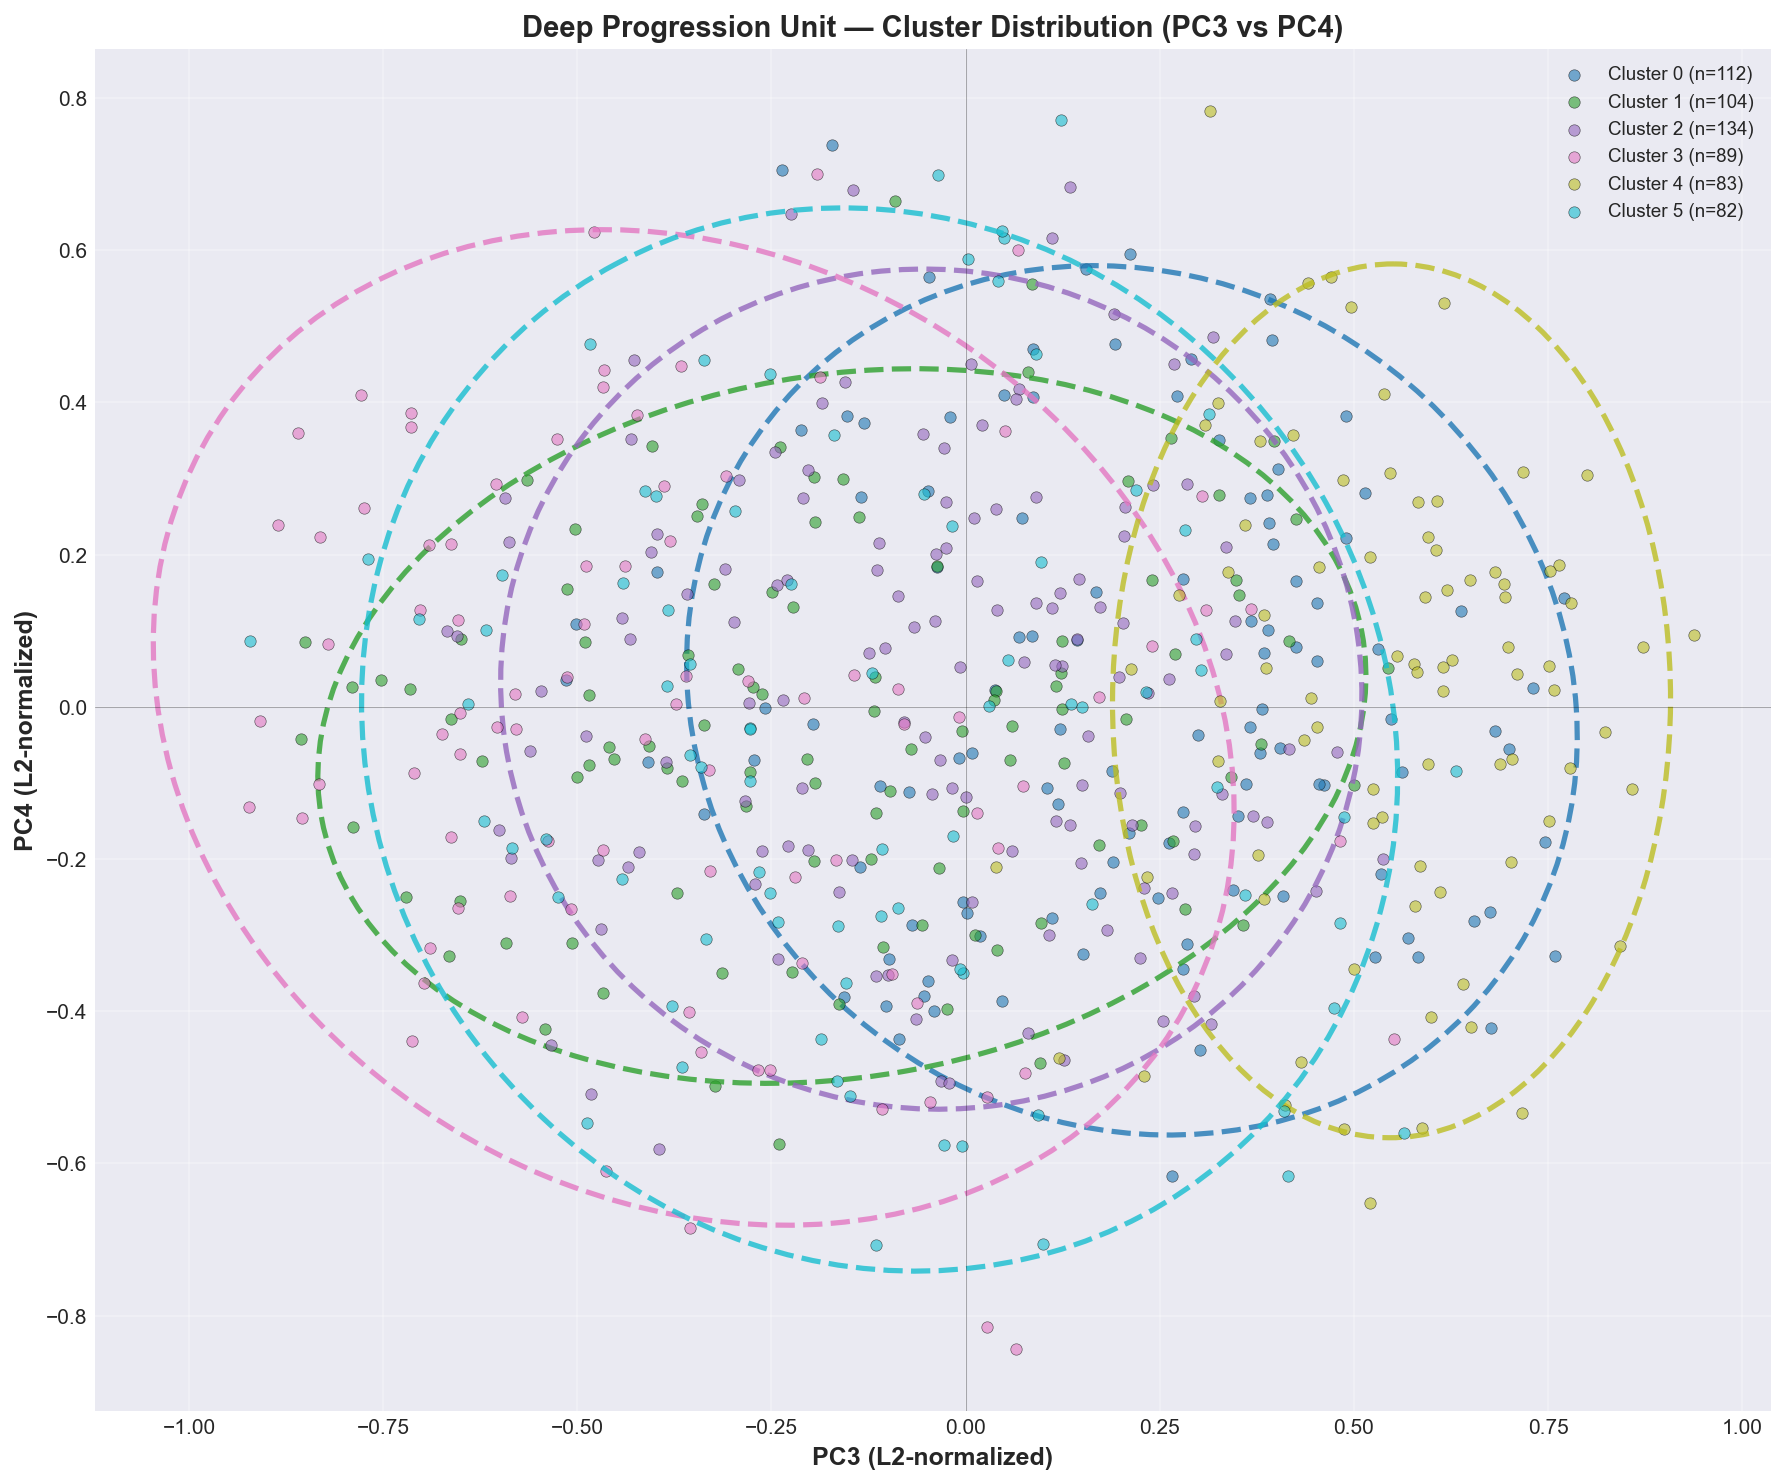 Deep Progression Unit — Cluster Distribution (PC3 vs PC4)
Cluster 0 (n=112)
Cluster 1 (n=104)
Cluster 2 (n=134)
Cluster 3 (n=89)
Cluster 4 (n=83)
Cluster 5 (n=82)
PC4 (L2-normalized)
0.8
0.6
0.4
0.2
0.0
−0.2
−0.4
−0.6
−0.8
−1.00 −0.75 −0.50 −0.25 0.00 0.25 0.50 0.75 1.00
PC3 (L2-normalized)